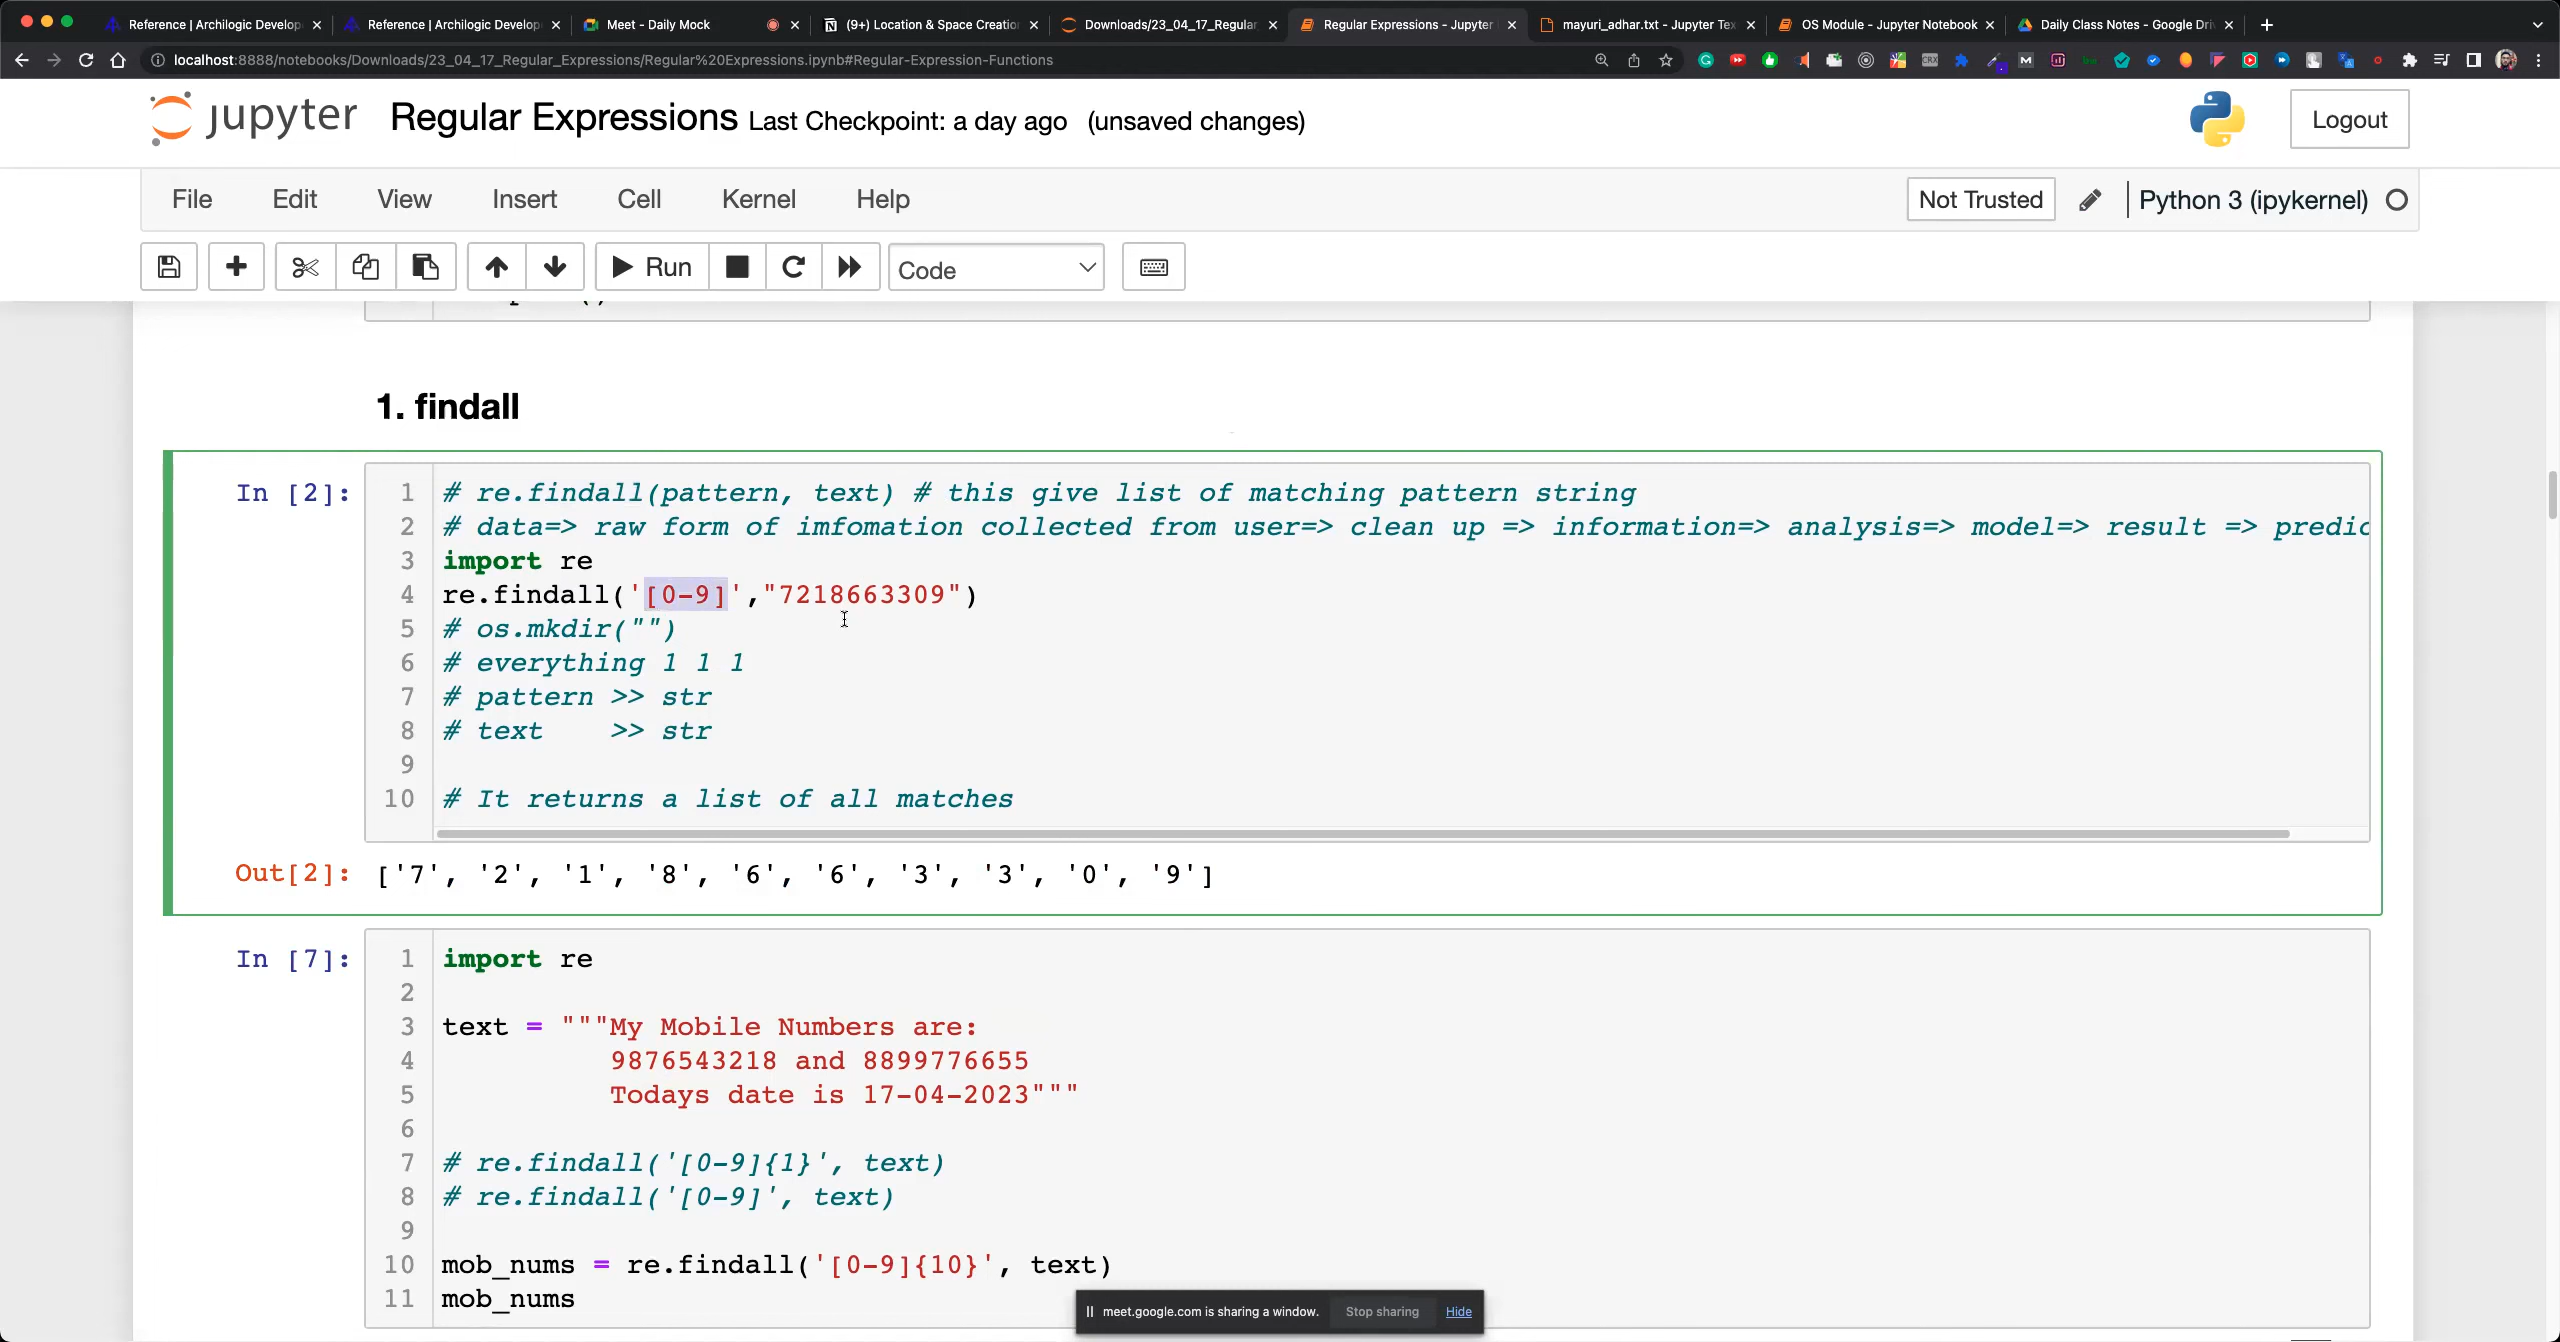 Reference | Archilogic Develop
Reference | Archilogic Develop
Meet - Daily Mock
(9+) Location & Space Creation
Downloads/23_04_17_Regular
Regular Expressions - Jupyter
mayuri_adhar.txt - Jupyter Tex
OS Module - Jupyter Notebook
Daily Class Notes - Google Dri
localhost:8888/notebooks/Downloads/23_04_17_Regular_Expressions/Regular%20Expressions.ipynb#Regular-Expression-Functions
jupyter Regular Expressions Last Checkpoint: a day ago (unsaved changes)
Logout
File Edit View Insert Cell Kernel Help
Not Trusted
Python 3 (ipykernel)
Run
Code
1. findall
In [2]:
1 # re.findall(pattern, text) # this give list of matching pattern string
2 # data=> raw form of imfomation collected from user=> clean up => information=> analysis=> model=> result => predic
3 import re
4 re.findall('[0-9]',"7218663309")
5 # os.mkdir("")
6 # everything 1 1 1
7 # pattern >> str
8 # text    >> str
9
10 # It returns a list of all matches
Out[2]: ['7', '2', '1', '8', '6', '6', '3', '3', '0', '9']
In [7]:
1 import re
2
3 text = """My Mobile Numbers are:
4 9876543218 and 8899776655
5 Todays date is 17-04-2023"""
6
7 # re.findall('[0-9]{1}', text)
8 # re.findall('[0-9]', text)
9
10 mob_nums = re.findall('[0-9]{10}', text)
11 mob_nums
meet.google.com is sharing a window.
Stop sharing
Hide